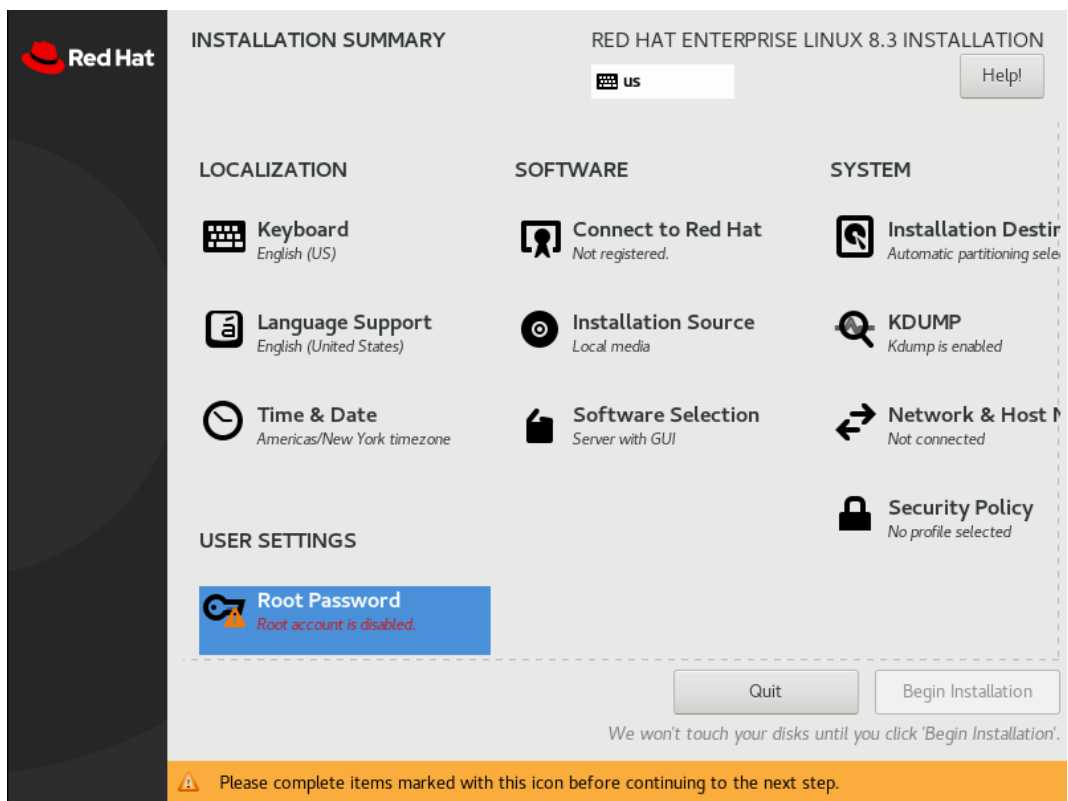 Red Hat
INSTALLATION SUMMARY
RED HAT ENTERPRISE LINUX 8.3 INSTALLATION
us
Help!
LOCALIZATION
Keyboard
English (US)
Language Support
English (United States)
Time & Date
Americas/New York timezone
SOFTWARE
Connect to Red Hat
Not registered.
Installation Source
Local media
Software Selection
Server with GUI
SYSTEM
Installation Destin
Automatic partitioning sele
KDUMP
Kdump is enabled
Network & Host N
Not connected
Security Policy
No profile selected
USER SETTINGS
Root Password
Root account is disabled.
Quit
Begin Installation
We won't touch your disks until you click 'Begin Installation'.
Please complete items marked with this icon before continuing to the next step.